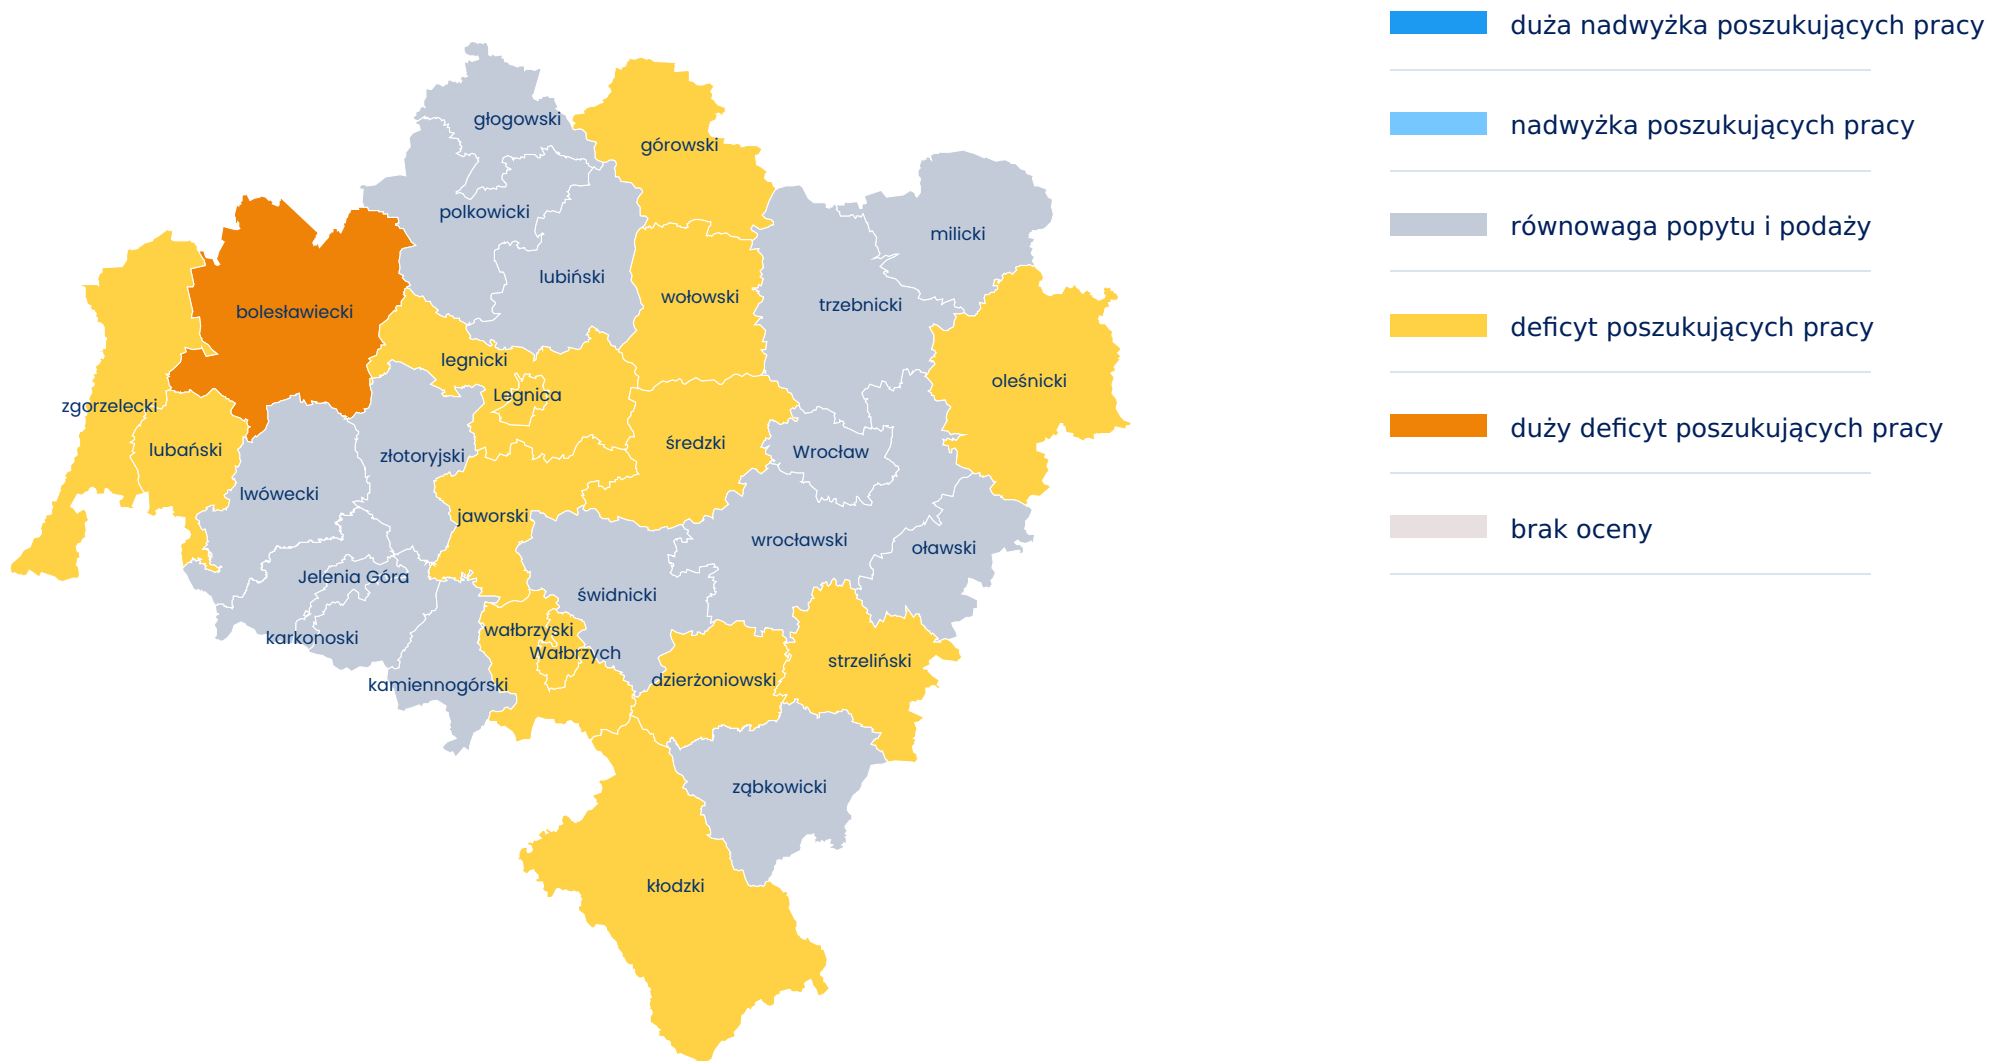 głogowski
górowski
polkowicki
milicki
lubiński
wołowski
trzebnicki
bolesławiecki
legnicki
Legnica
oleśnicki
zgorzelecki
lubański
średzki
Wrocław
złotoryjski
lwówecki
jaworski
wrocławski
oławski
Jelenia Góra
świdnicki
karkonoski
wałbrzyski
Wałbrzych
strzeliński
kamiennogórski
dzierżoniowski
ząbkowicki
kłodzki
duża nadwyżka poszukujących pracy
nadwyżka poszukujących pracy
równowaga popytu i podaży
deficyt poszukujących pracy
duży deficyt poszukujących pracy
brak oceny